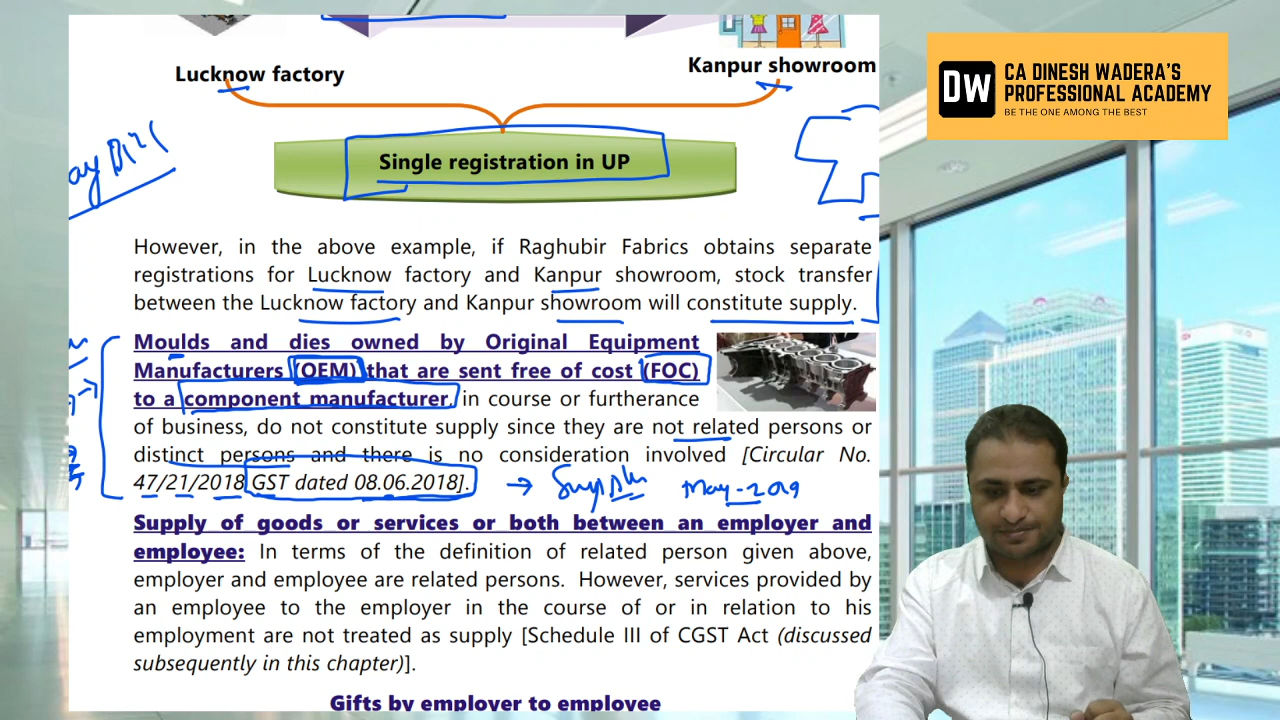 Lucknow factory
Kanpur showroom
Single registration in UP
However, in the above example, if Raghubir Fabrics obtains separate
registrations for Lucknow factory and Kanpur showroom, stock transfer
between the Lucknow factory and Kanpur showroom will constitute supply.
Moulds and dies owned by Original Equipment
Manufacturers (OEM) that are sent free of cost (FOC)
to a component manufacturer, in course or furtherance
of business, do not constitute supply since they are not related persons or
distinct persons and there is no consideration involved [Circular No.
47/21/2018 GST dated 08.06.2018].
May-2019
Supply of goods or services or both between an employer and
employee: In terms of the definition of related person given above,
employer and employee are related persons. However, services provided by
an employee to the employer in the course of or in relation to his
employment are not treated as supply [Schedule III of CGST Act (discussed
subsequently in this chapter)].
Gifts by employer to employee
DW
CA DINESH WADERA'S
PROFESSIONAL ACADEMY
BE THE ONE AMONG THE BEST